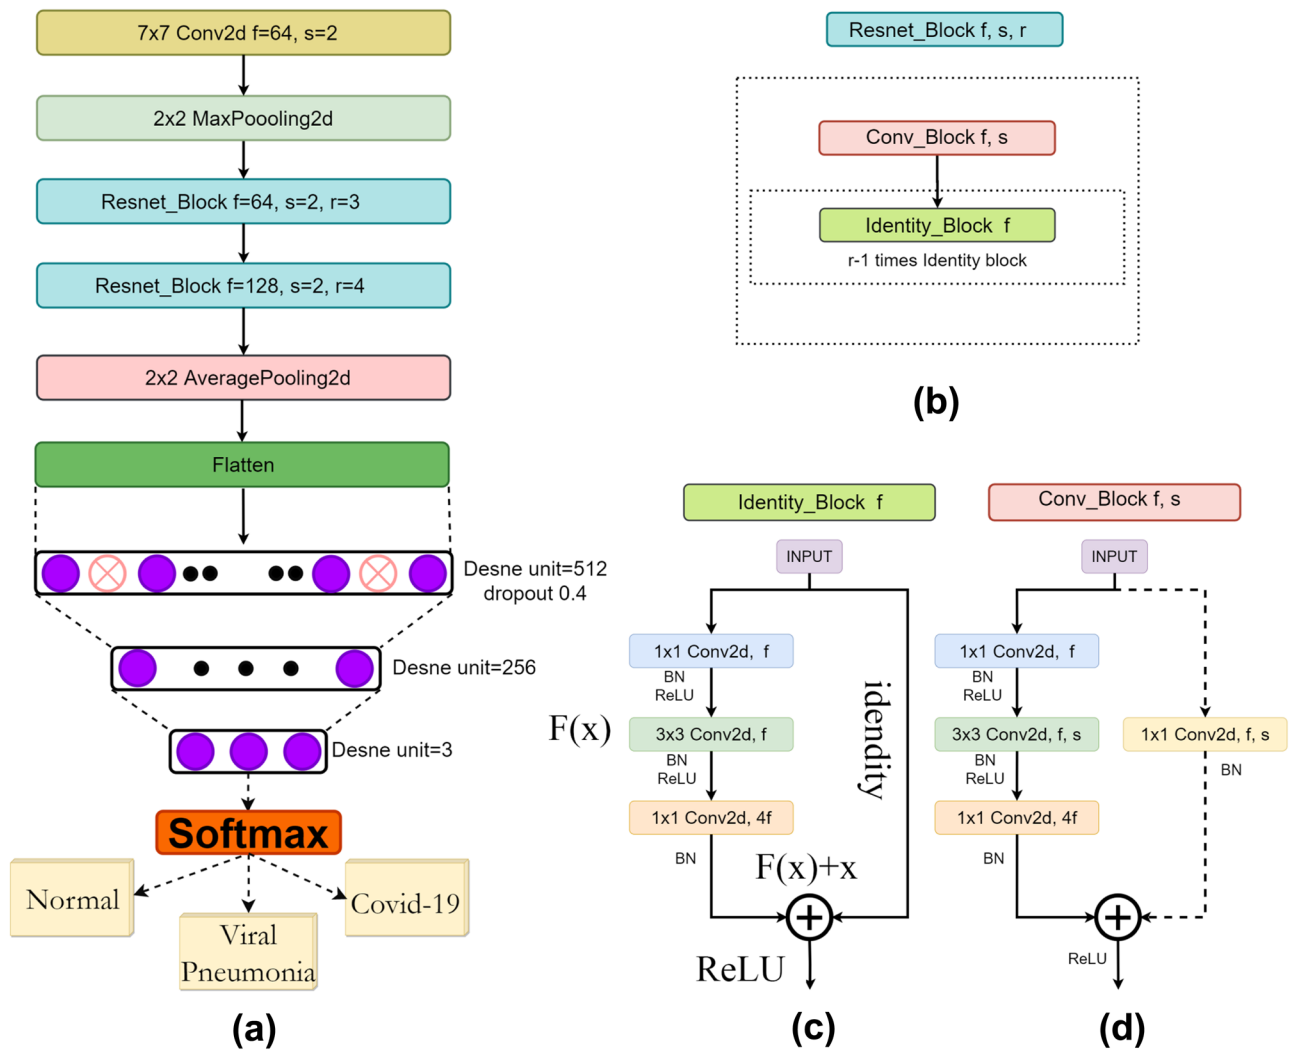 7x7 Conv2d f=64, s=2
2x2 MaxPoooling2d
Resnet_Block f=64, s=2, r=3
Resnet_Block f=128, s=2, r=4
2x2 AveragePooling2d
Flatten
Desne unit=512
dropout 0.4
Desne unit=256
Desne unit=3
Softmax
Normal
Viral
Pneumonia
Covid-19
(a)
Resnet_Block f, s, r
Conv_Block f, s
Identity_Block f
r-1 times Identity block
(b)
Identity_Block f
INPUT
1x1 Conv2d, f
BN
ReLU
F(x)
3x3 Conv2d, f
BN
ReLU
1x1 Conv2d, 4f
BN
idendity
F(x)+x
ReLU
(c)
Conv_Block f, s
INPUT
1x1 Conv2d, f
BN
ReLU
3x3 Conv2d, f, s
BN
ReLU
1x1 Conv2d, 4f
BN
1x1 Conv2d, f, s
BN
ReLU
(d)